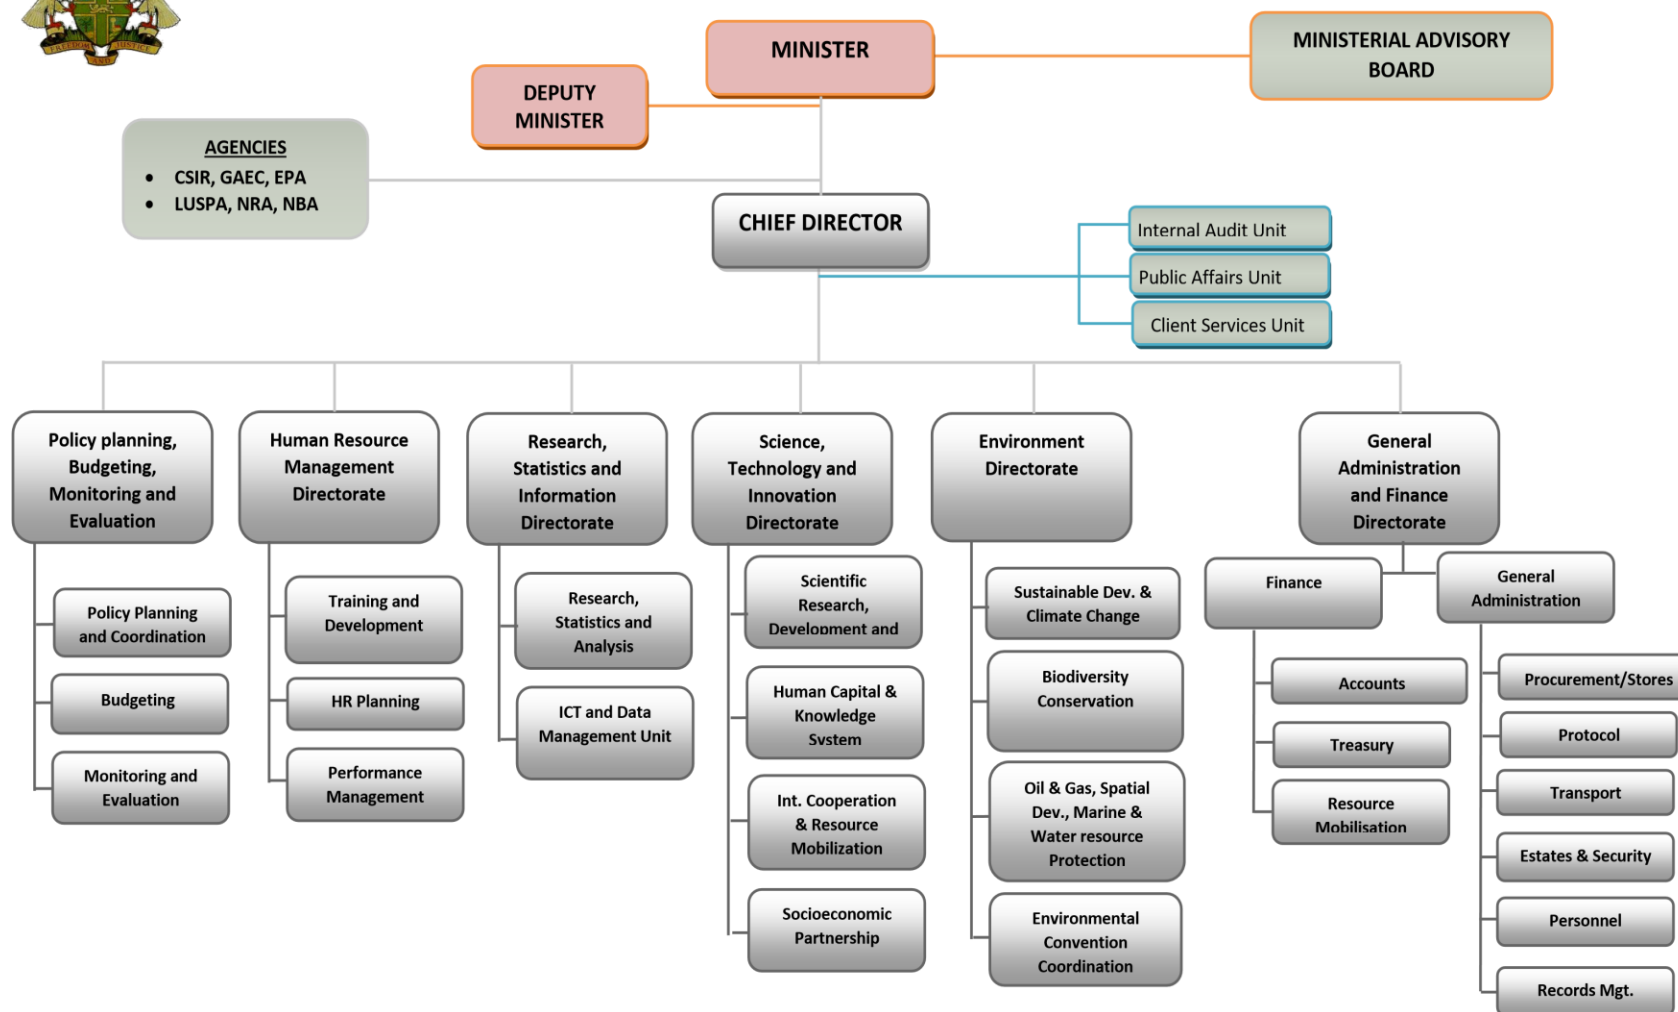 FREEDOM AND JUSTICE
MINISTER
MINISTERIAL ADVISORY
BOARD
DEPUTY
MINISTER
AGENCIES
• CSIR, GAEC, EPA
• LUSPA, NRA, NBA
CHIEF DIRECTOR
Internal Audit Unit
Public Affairs Unit
Client Services Unit
Policy planning,
Budgeting,
Monitoring and
Evaluation
Human Resource
Management
Directorate
Research,
Statistics and
Information
Directorate
Science,
Technology and
Innovation
Directorate
Environment
Directorate
General
Administration
and Finance
Directorate
Policy Planning
and Coordination
Budgeting
Monitoring and
Evaluation
Training and
Development
HR Planning
Performance
Management
Research,
Statistics and
Analysis
ICT and Data
Management Unit
Scientific
Research,
Development and
Human Capital &
Knowledge
System
Int. Cooperation
& Resource
Mobilization
Socioeconomic
Partnership
Sustainable Dev. &
Climate Change
Biodiversity
Conservation
Oil & Gas, Spatial
Dev., Marine &
Water resource
Protection
Environmental
Convention
Coordination
Finance
Accounts
Treasury
Resource
Mobilisation
General
Administration
Procurement/Stores
Protocol
Transport
Estates & Security
Personnel
Records Mgt.